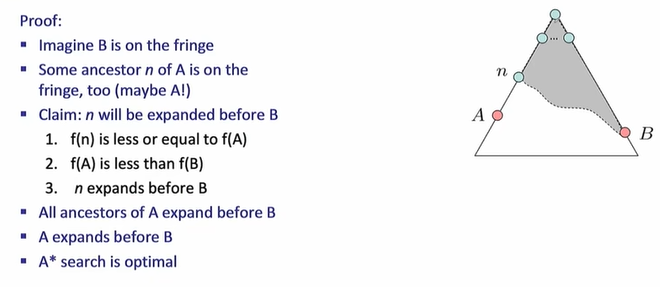 Proof:
▪ Imagine B is on the fringe
▪ Some ancestor n of A is on the
fringe, too (maybe A!)
▪ Claim: n will be expanded before B
1. f(n) is less or equal to f(A)
2. f(A) is less than f(B)
3. n expands before B
▪ All ancestors of A expand before B
▪ A expands before B
▪ A* search is optimal
...
n
A
B